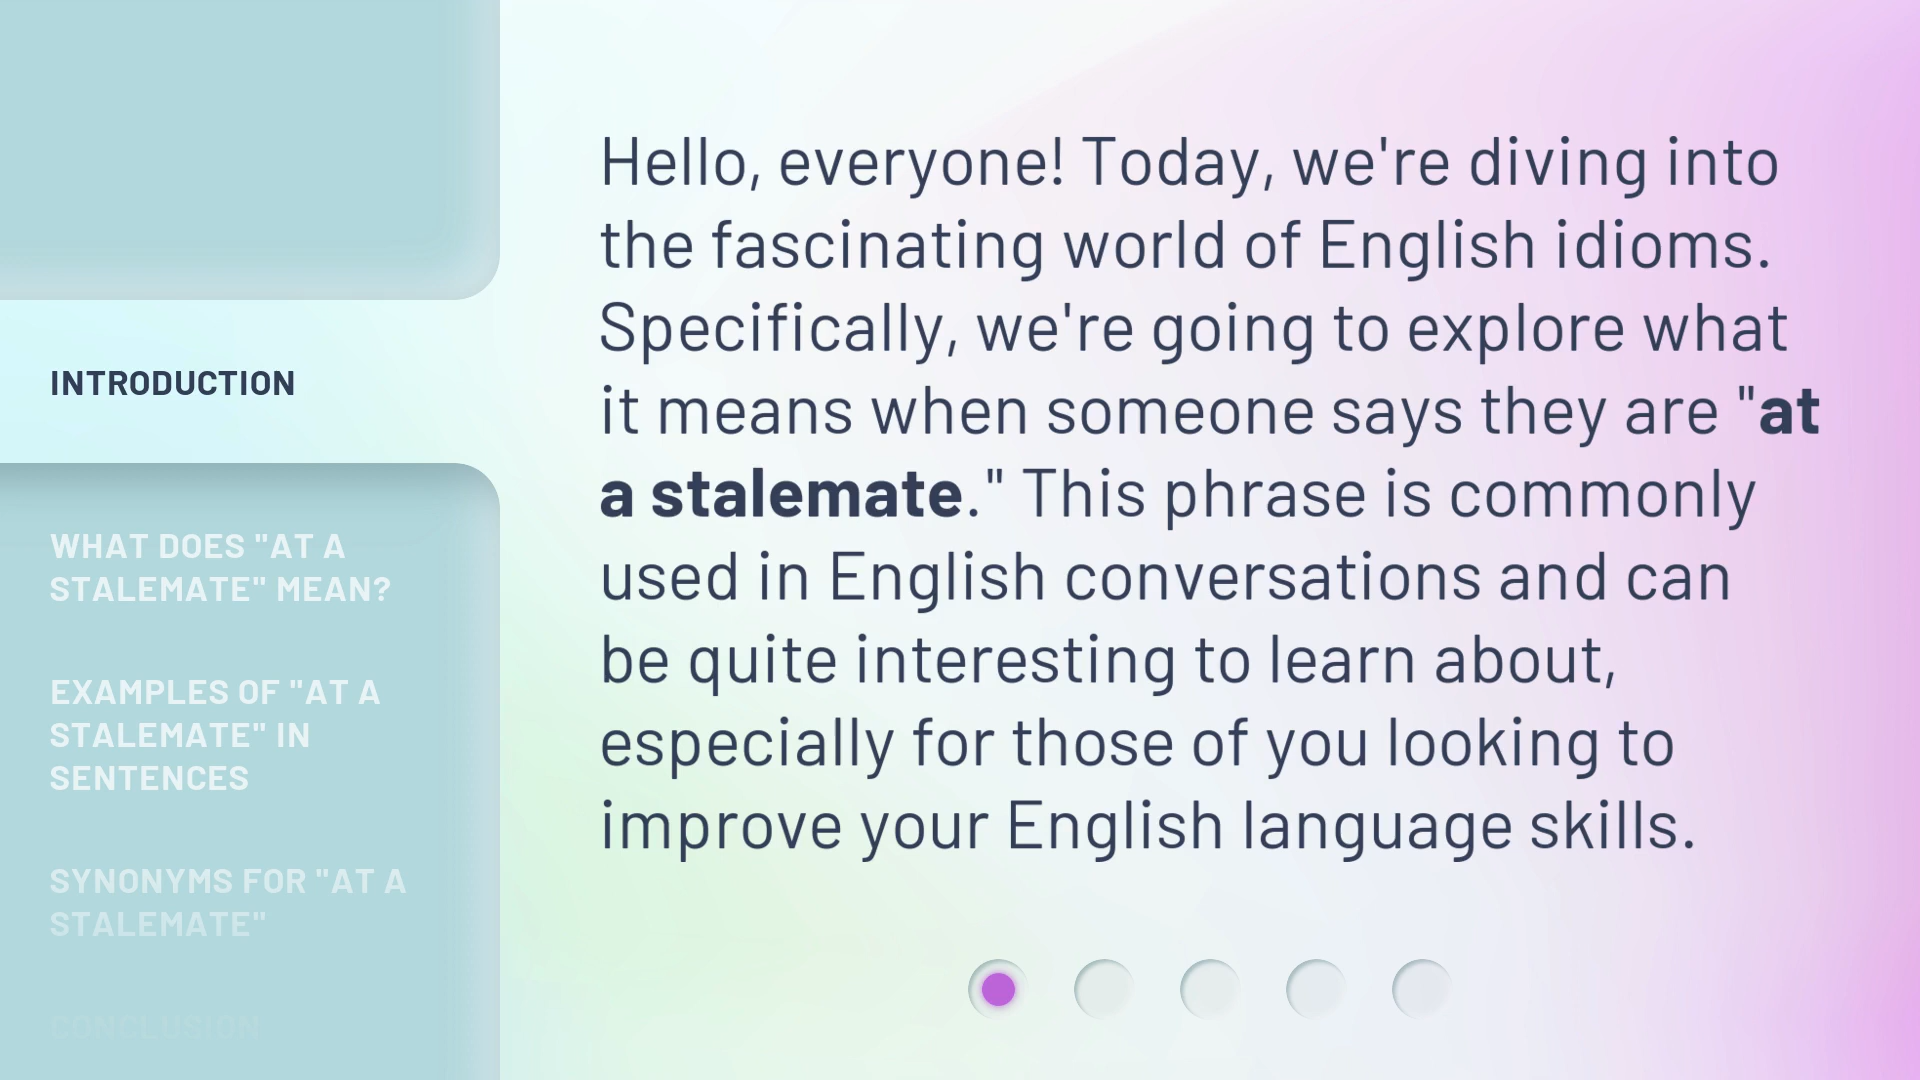 INTRODUCTION
WHAT DOES "AT A
STALEMATE" MEAN?
EXAMPLES OF "AT A
STALEMATE" IN
SENTENCES
SYNONYMS FOR "AT A
STALEMATE"
CONCLUSION
Hello, everyone! Today, we're diving into
the fascinating world of English idioms.
Specifically, we're going to explore what
it means when someone says they are "at
a stalemate." This phrase is commonly
used in English conversations and can
be quite interesting to learn about,
especially for those of you looking to
improve your English language skills.